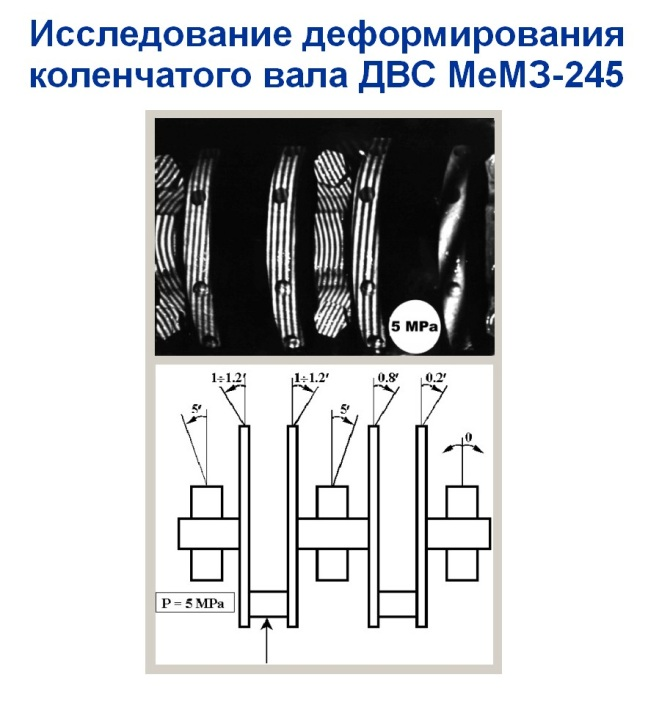 Исследование деформирования
коленчатого вала ДВС МеМЗ-245
5 MPa
1÷1.2′ 1÷1.2′ 0.8′ 0.2′
5′ 5′ 0
P = 5 MPa